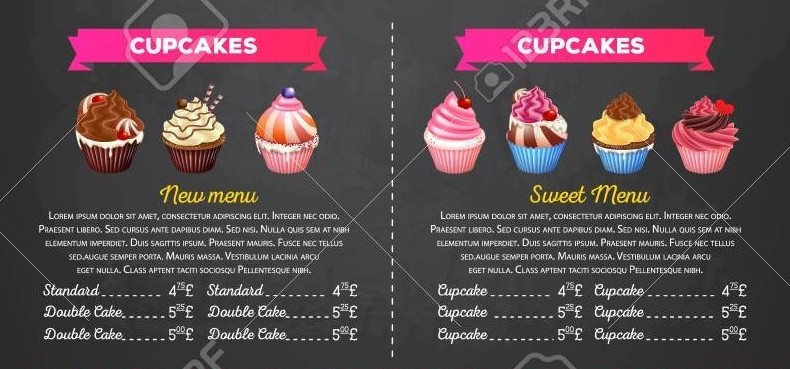 CUPCAKES
New menu
Lorem ipsum dolor sit amet, consectetur adipiscing elit. Integer nec odio.
Praesent libero. Sed cursus ante dapibus diam. Sed nisi. Nulla quis sem at nibh
elementum imperdiet. Duis sagittis ipsum. Praesent mauris. Fusce nec tellus
sed.augue semper porta. Mauris massa. Vestibulum lacinia arcu
eget nulla. Class aptent taciti sociosqu Pellentesque nibh.
Standard 4.75£ Standard 4.75£
Double Cake 5.25£ Double Cake 5.25£
Double Cake 5.00£ Double Cake 5.00£
CUPCAKES
Sweet Menu
Lorem ipsum dolor sit amet, consectetur adipiscing elit. Integer nec odio.
Praesent libero. Sed cursus ante dapibus diam. Sed nisi. Nulla quis sem at nibh
elementum imperdiet. Duis sagittis ipsum. Praesent mauris. Fusce nec tellus
sed.augue semper porta. Mauris massa. Vestibulum lacinia arcu
eget nulla. Class aptent taciti sociosqu Pellentesque nibh.
Cupcake 4.75£ Cupcake 4.75£
Cupcake 5.25£ Cupcake 5.25£
Cupcake 5.00£ Cupcake 5.00£